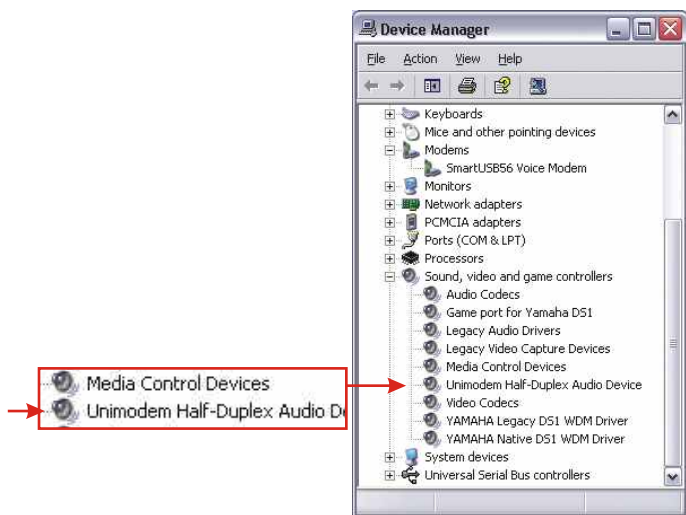 Device Manager
File Action View Help
Keyboards
Mice and other pointing devices
Modems
SmartUSB56 Voice Modem
Monitors
Network adapters
PCMCIA adapters
Ports (COM & LPT)
Processors
Sound, video and game controllers
Audio Codecs
Game port for Yamaha DS1
Legacy Audio Drivers
Legacy Video Capture Devices
Media Control Devices
Unimodem Half-Duplex Audio Device
Video Codecs
YAMAHA Legacy DS1 WDM Driver
YAMAHA Native DS1 WDM Driver
System devices
Universal Serial Bus controllers
Media Control Devices
Unimodem Half-Duplex Audio D